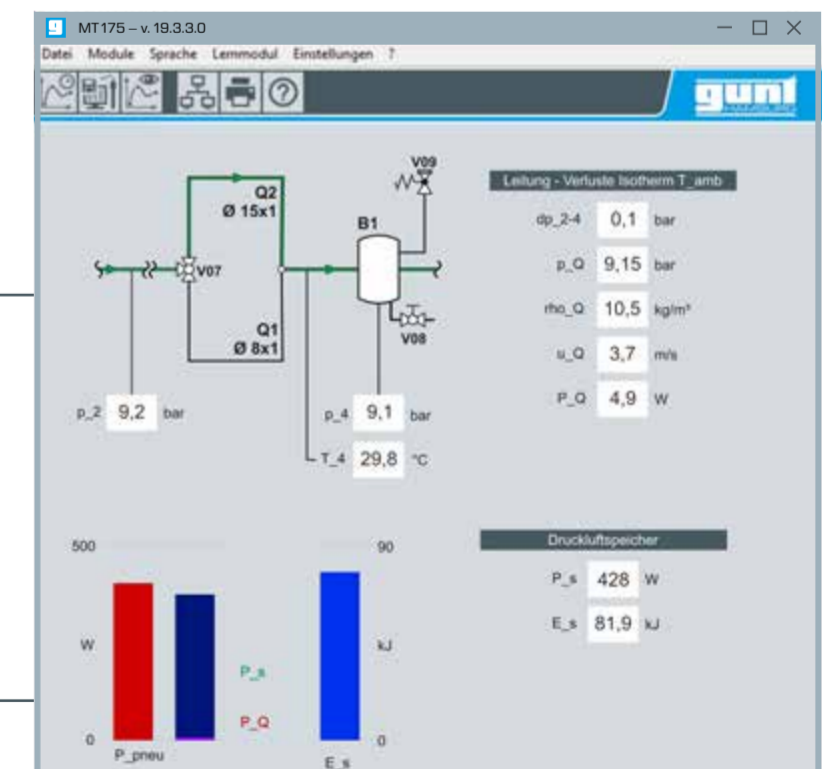 MT175 – v. 19.3.3.0
Datei Module Sprache Lernmodul Einstellungen ?
gunt
HAMBURG
V09
Q2
Ø 15x1
B1
V07
Q1
Ø 8x1
V08
p_2 9,2 bar
p_4 9,1 bar
T_4 29,8 °C
Leitung - Verluste Isotherm T_amb
dp_2-4 0,1 bar
p_Q 9,15 bar
rho_Q 10,5 kg/m³
u_Q 3,7 m/s
P_Q 4,9 W
500
W
0
P_pneu
P_s
P_Q
90
kJ
0
E_s
Druckluftspeicher
P_s 428 W
E_s 81,9 kJ